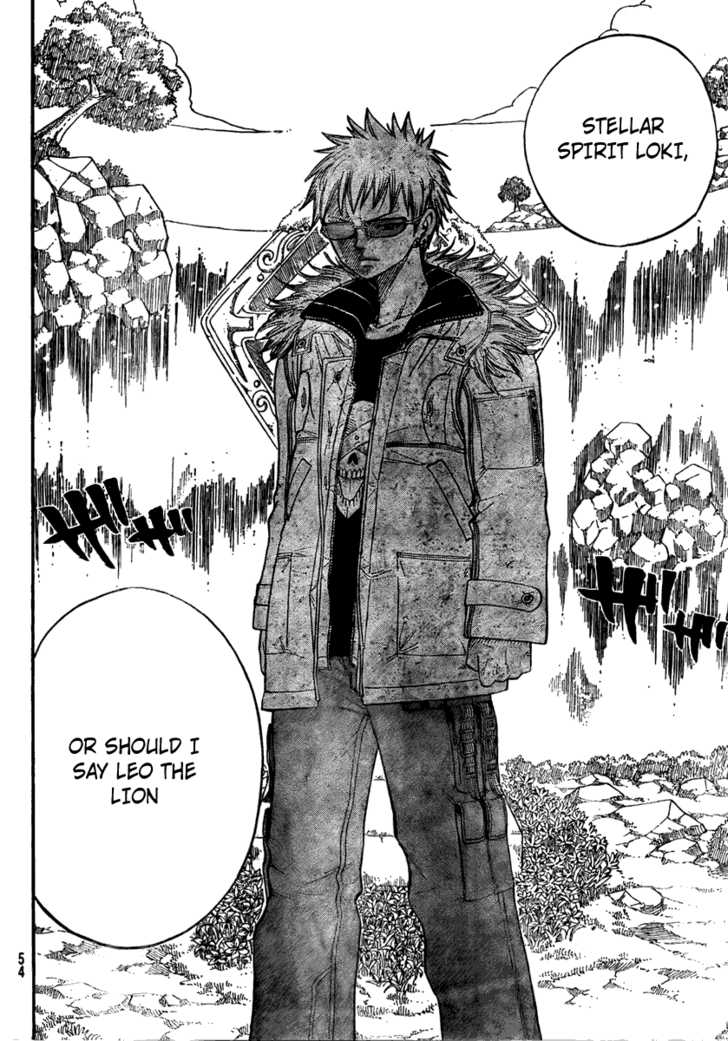 STELLAR
SPIRIT LOKI,
OR SHOULD I
SAY LEO THE
LION
54